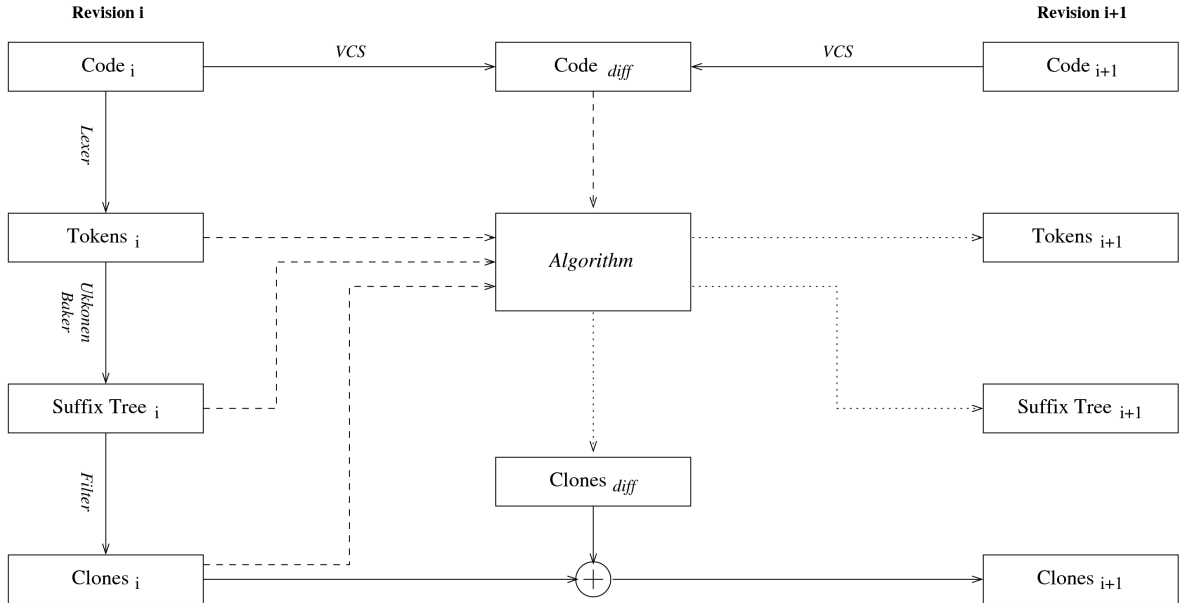 Revision i
Revision i+1
Code i
VCS
Code diff
VCS
Code i+1
Lexer
Tokens i
Algorithm
Tokens i+1
Ukkonen
Baker
Suffix Tree i
Suffix Tree i+1
Filter
Clones diff
Clones i
Clones i+1